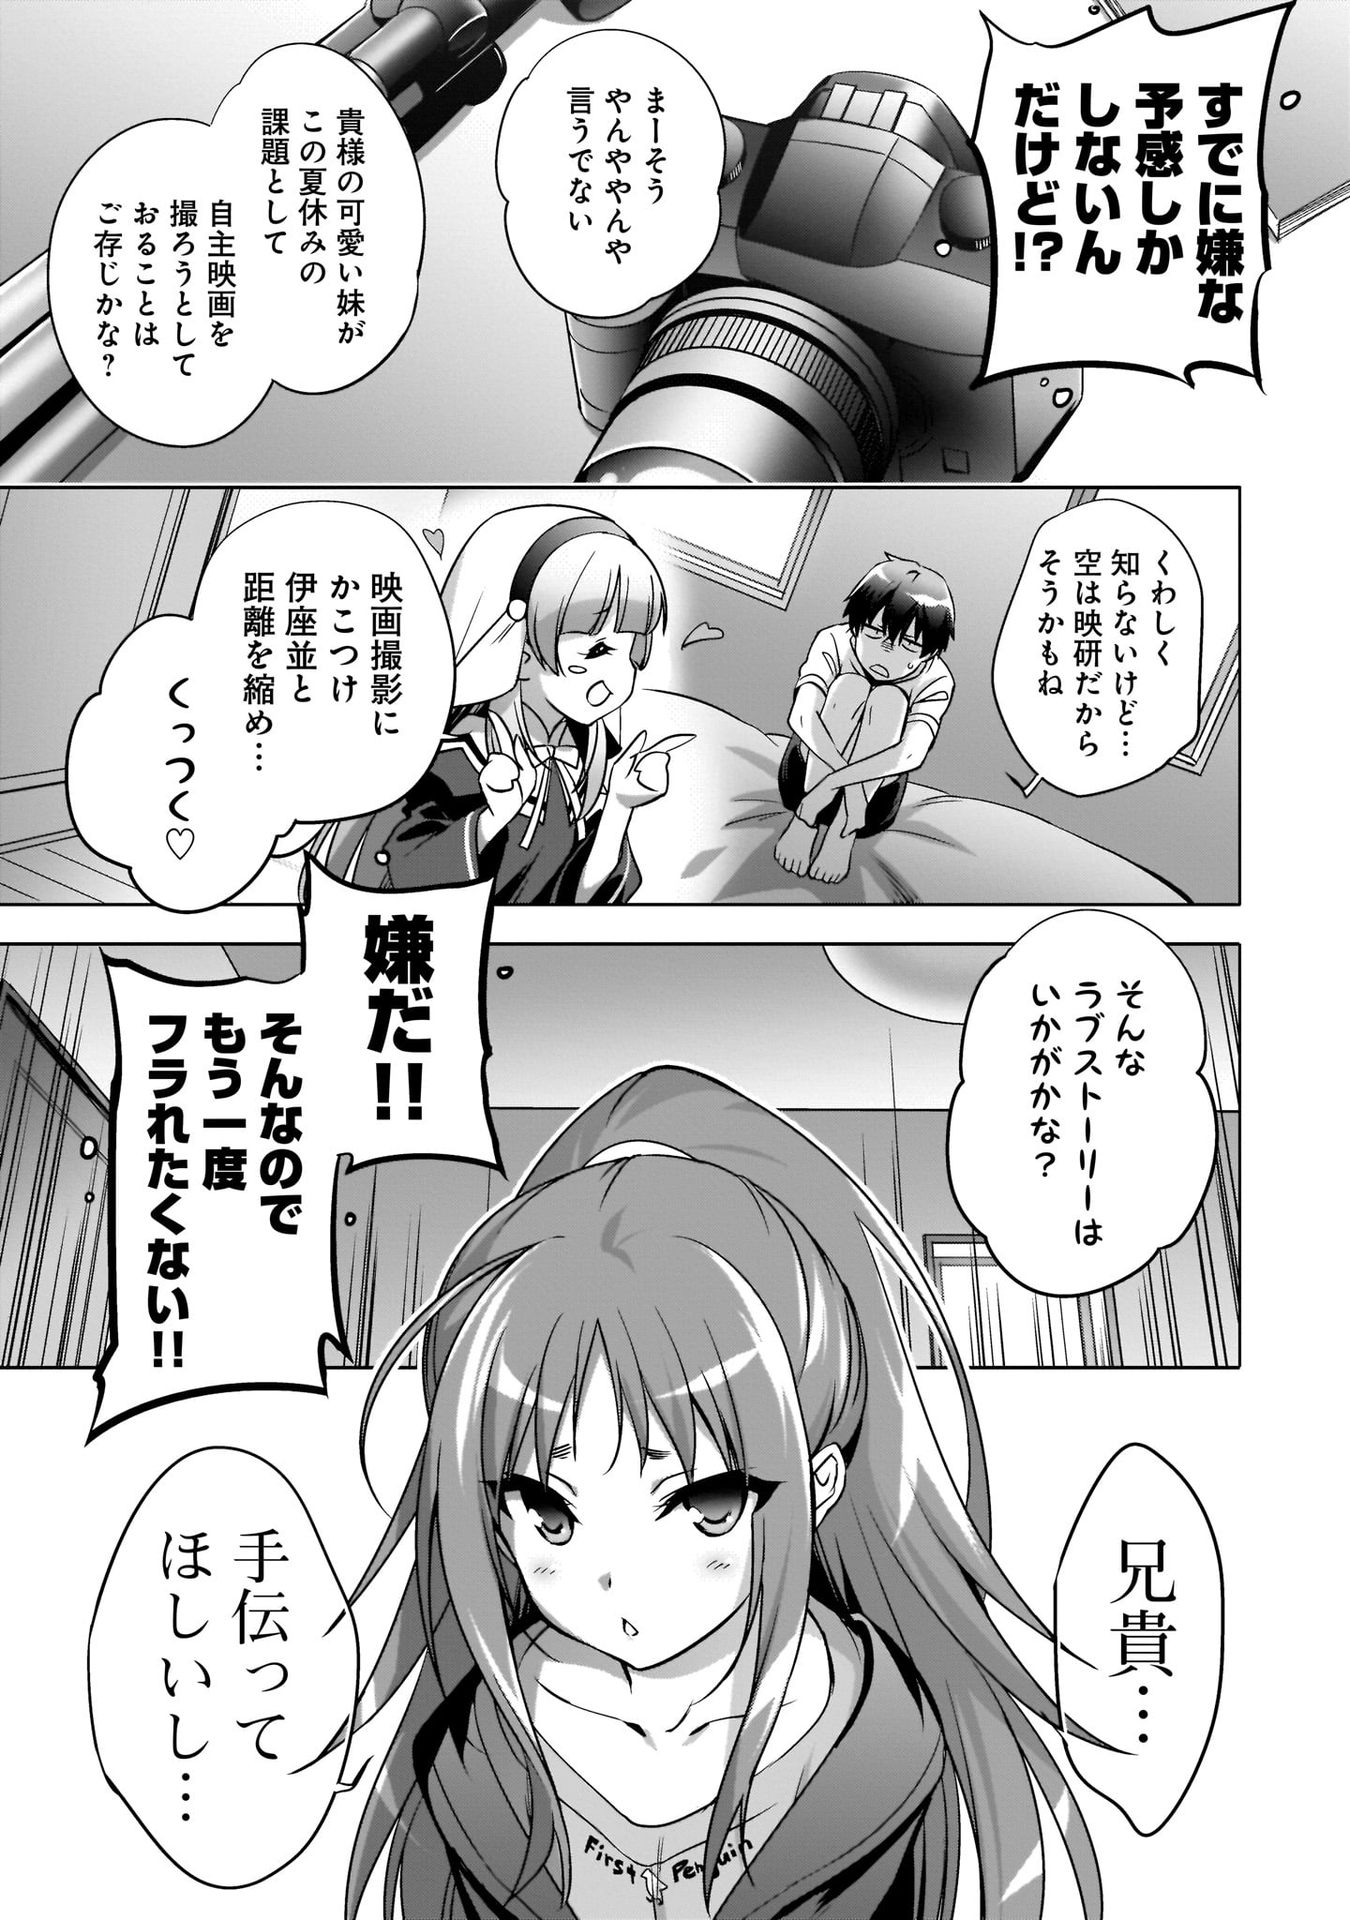 すでに嫌な
予感しか
しないん
だけど!?
まーそう
やんややんや
言うでない
貴様の可愛い妹が
この夏休みの
課題として
自主映画を
撮ろうとして
おることは
ご存じかな？
くわしく
知らないけど…
空は映研だから
そうかもね
映画撮影に
かこつけ
伊座並と
距離を縮め…
くっつく♡
そんな
ラブストーリーは
いかがかな？
嫌だ!!
そんなので
もう一度
フラれたくない!!
兄貴…
手伝って
ほしいし…
First Penguin